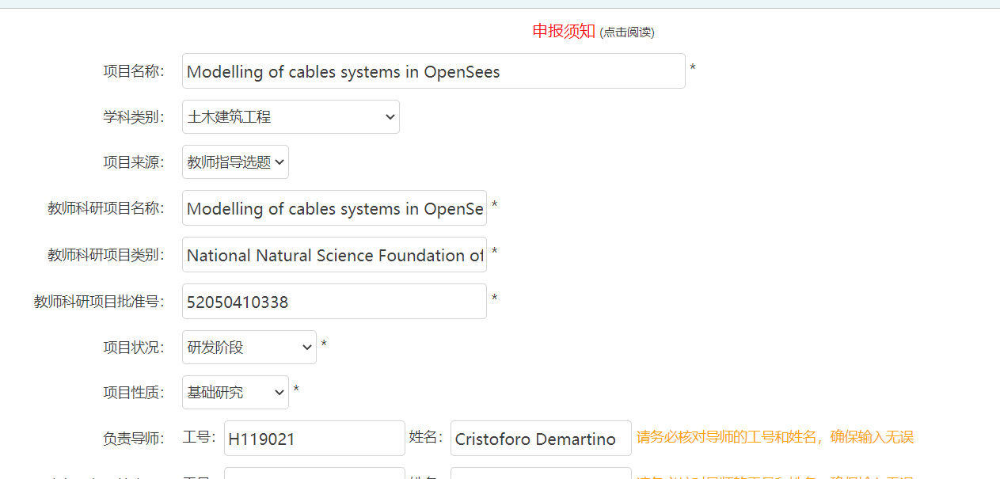 申报须知 (点击阅读)
项目名称： Modelling of cables systems in OpenSees *
学科类别： 土木建筑工程
项目来源： 教师指导选题
教师科研项目名称： Modelling of cables systems in OpenSe *
教师科研项目类别： National Natural Science Foundation of *
教师科研项目批准号： 52050410338 *
项目状况： 研发阶段 *
项目性质： 基础研究 *
负责导师： 工号： H119021 姓名： Cristoforo Demartino 请务必核对导师的工号和姓名，确保输入无误